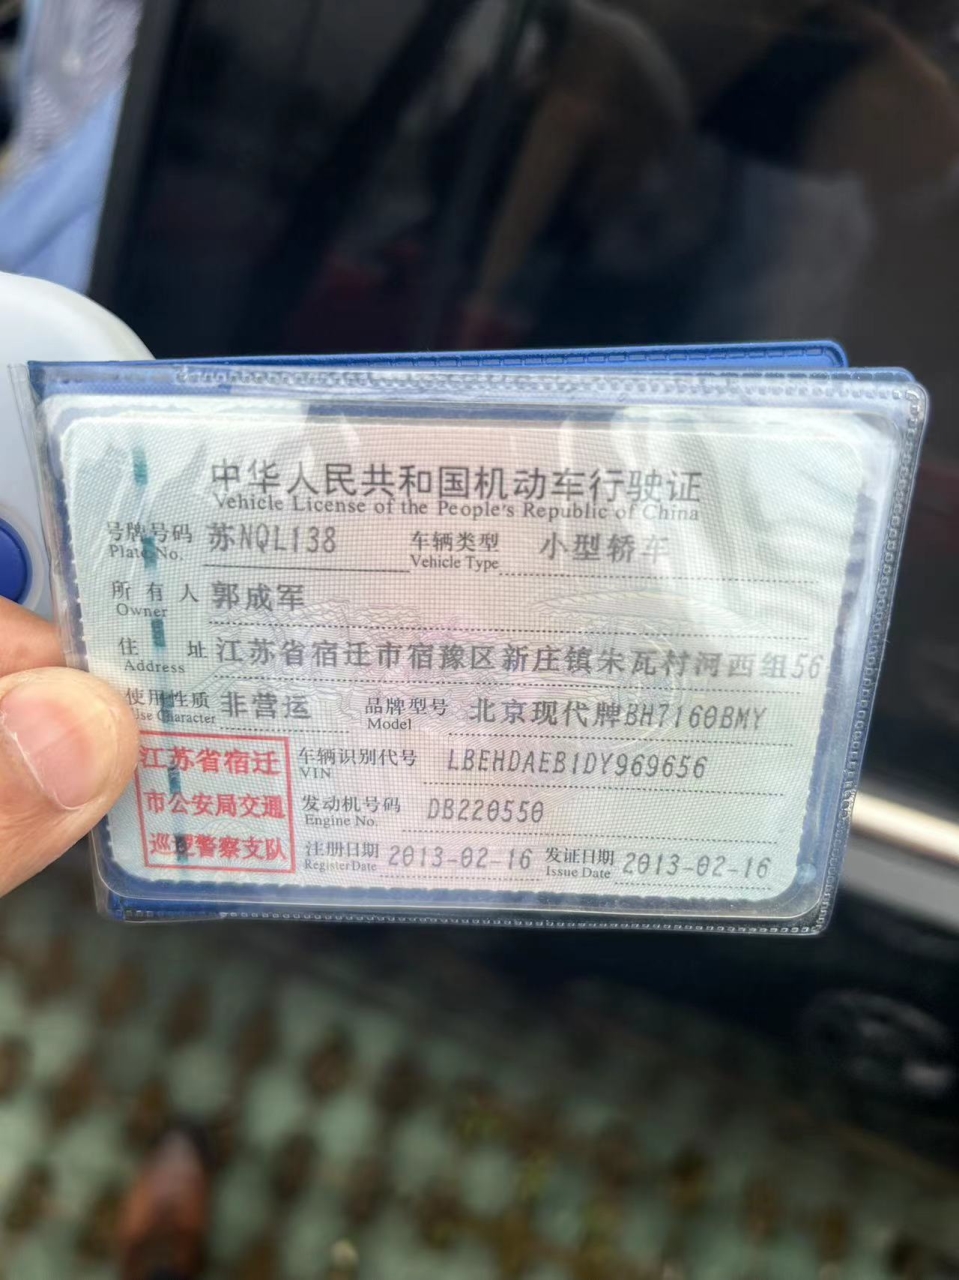 中华人民共和国机动车行驶证
Vehicle License of the People's Republic of China
号牌号码 苏NQL138 车辆类型 小型轿车
Plate No. Vehicle Type
所有人 郭成军
Owner
住址 江苏省宿迁市宿豫区新庄镇朱瓦村河西组56
Address
使用性质 非营运 品牌型号 北京现代牌BH7160BMY
Use Character Model
江苏省宿迁
市公安局交通
巡逻警察支队
车辆识别代号 LBEHDAEB1DY969656
VIN
发动机号码 DB220550
Engine No.
注册日期 2013-02-16 发证日期 2013-02-16
Register Date Issue Date